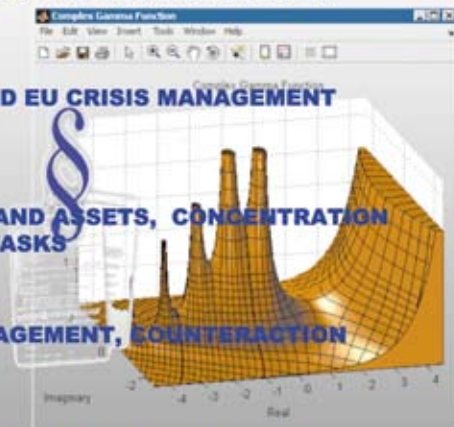 Complex Gamma Function
File Edit View Insert Tools Window Help
Complex Gamma Function
D EU CRISIS MANAGEMENT
§
AND ASSETS, CONCENTRATION
ASKS
AGEMENT, COUNTERACTION
0
-2
-4 -3 -2 -1 0 1 2 3 4
Imaginary
Real